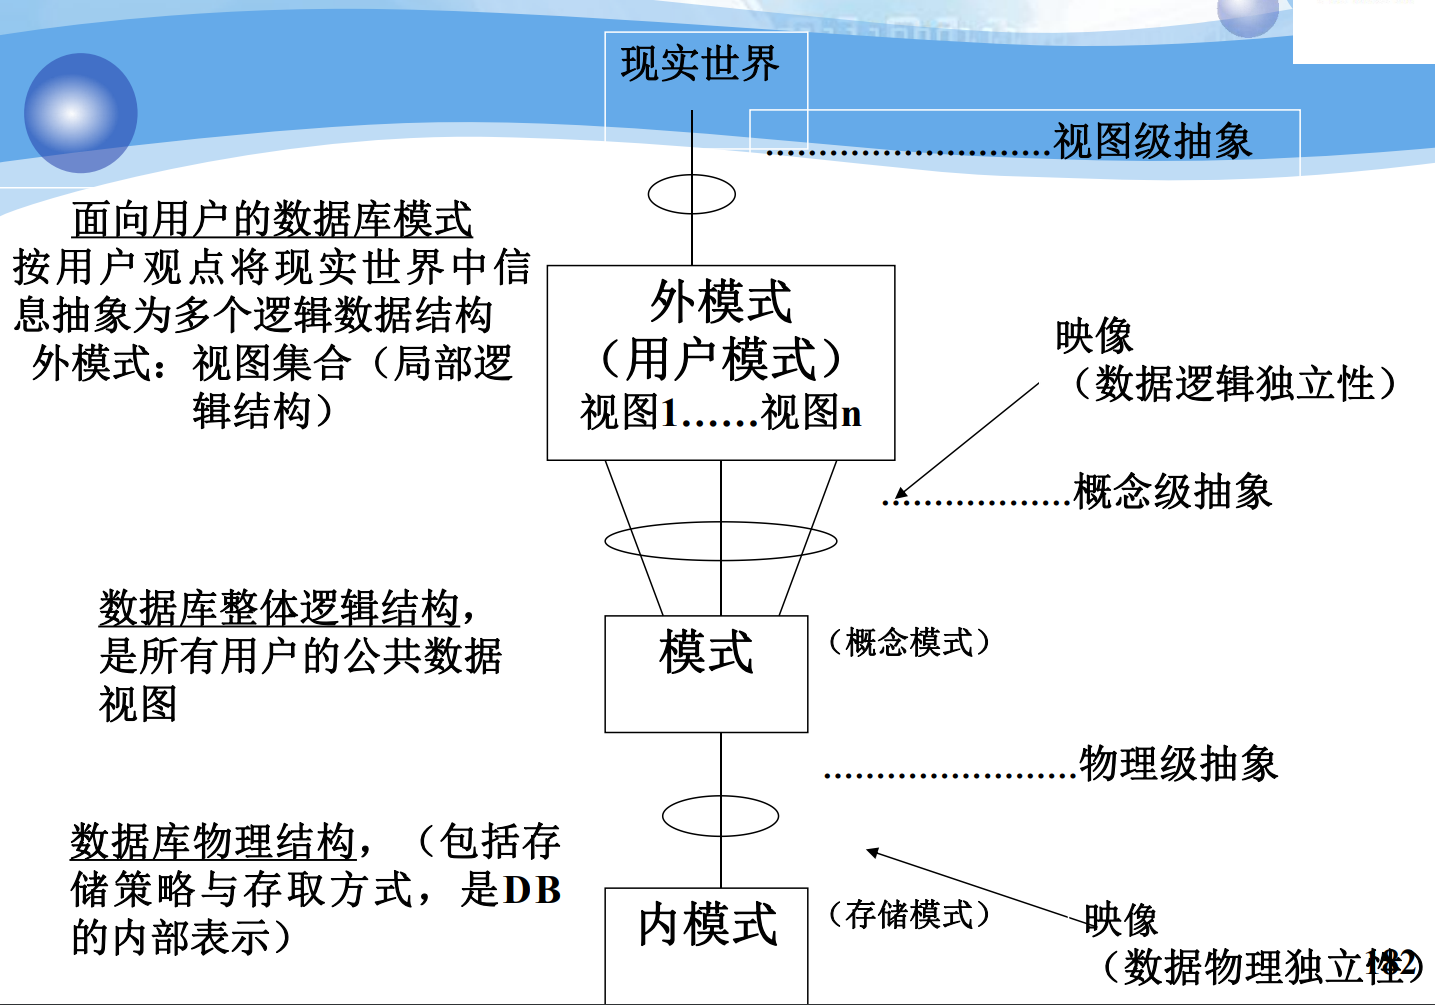 现实世界
..............................视图级抽象
面向用户的数据库模式
按用户观点将现实世界中信
息抽象为多个逻辑数据结构
外模式：视图集合（局部逻
辑结构）
外模式
（用户模式）
视图1……视图n
映像
（数据逻辑独立性）
..................概念级抽象
数据库整体逻辑结构，
是所有用户的公共数据
视图
模式
（概念模式）
........................物理级抽象
数据库物理结构，（包括存
储策略与存取方式，是DB
的内部表示）
内模式
（存储模式）
映像
（数据物理独立性）
182